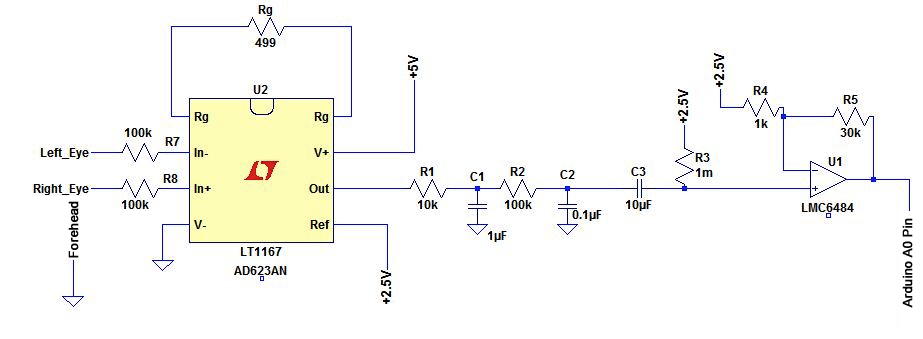 Rg
499
U2
+5V
+2.5V
R4
1k
R5
30k
100k
R7
Left_Eye
Rg
Rg
+2.5V
In-
V+
R3
1m
U1
Right_Eye
R8
100k
In+
Out
R1
10k
C1
1µF
R2
100k
C2
0.1µF
C3
10µF
-
+
LMC6484
Forehead
V-
Ref
LT1167
AD623AN
+2.5V
Arduino A0 Pin